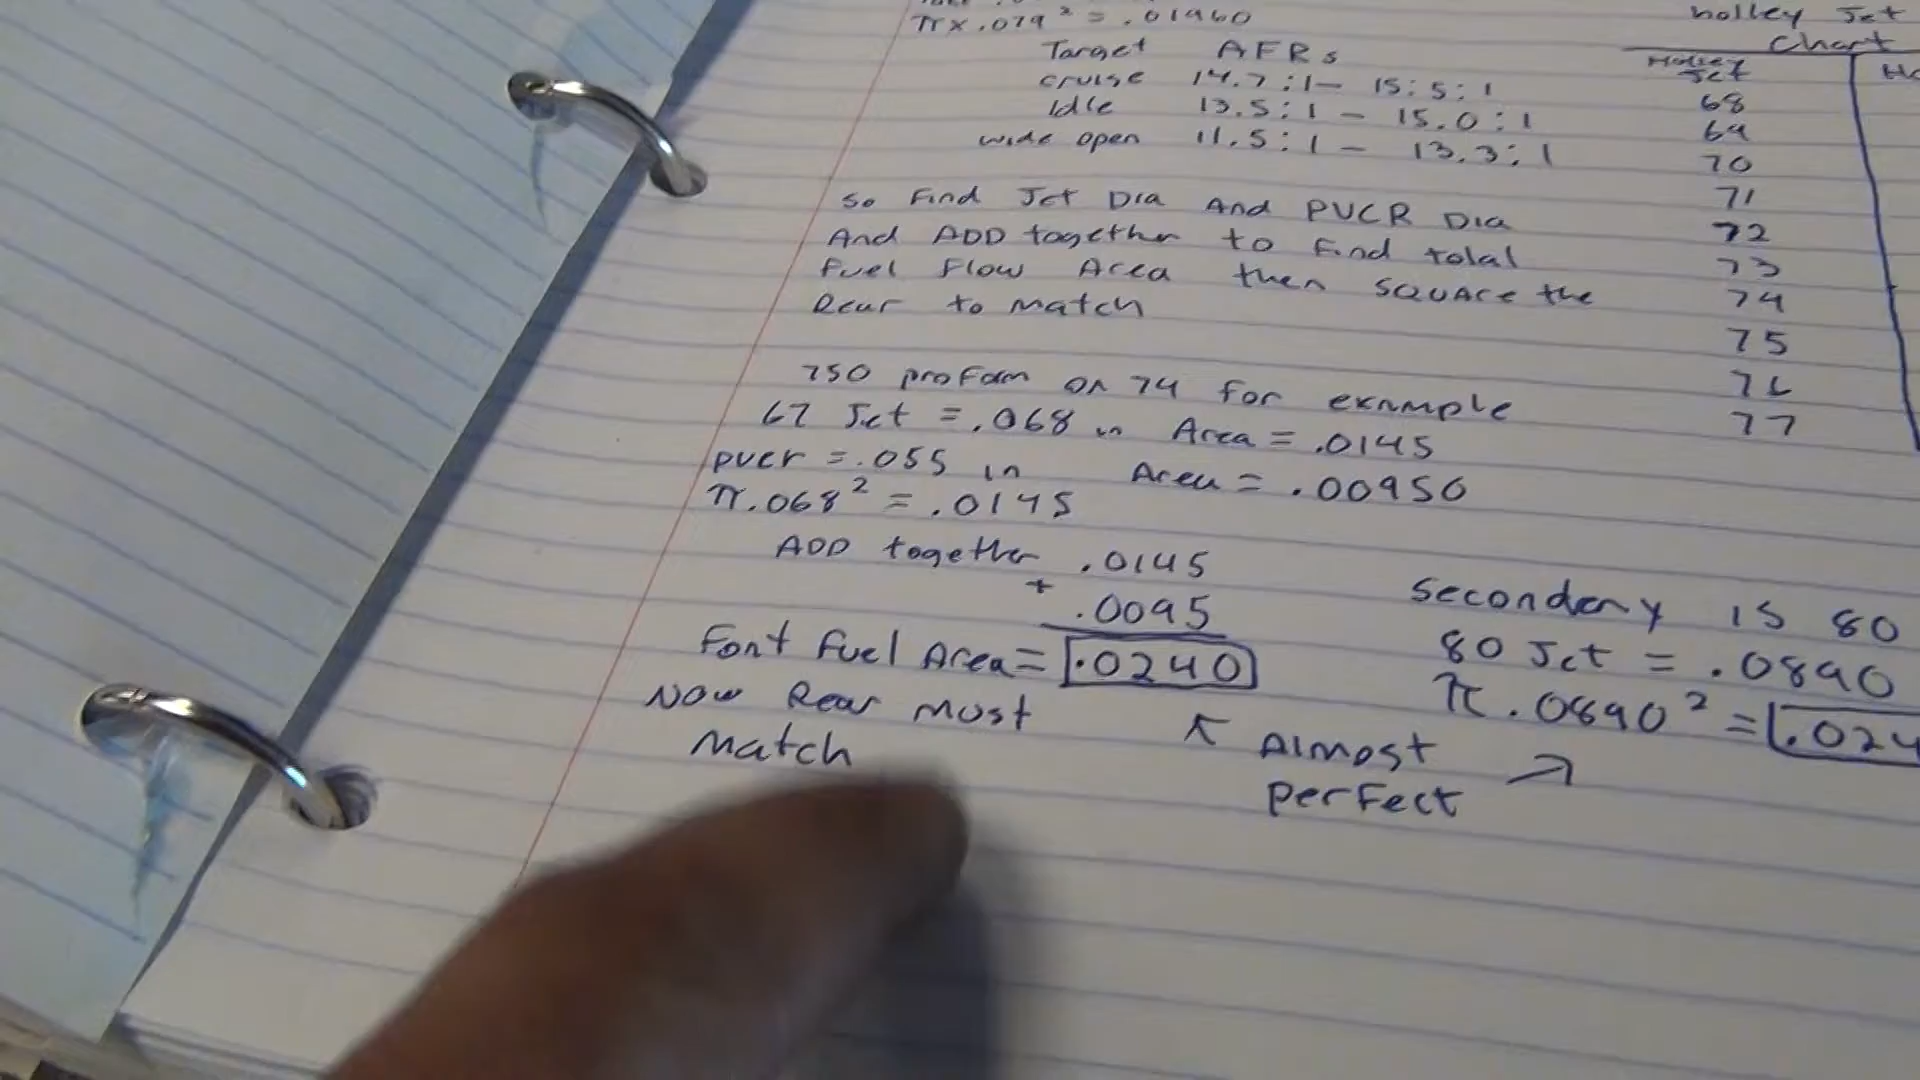 π x .079² = .01960
Target AFRs
cruise 14.7:1 - 15:5:1
Idle 13.5:1 - 15.0:1
wide open 11.5:1 - 13.3:1
So Find Jet Dia And PVCR Dia
And ADD together to Find total
Fuel Flow Area then square the
Rear to match
750 proform on 74 for example
67 Jet = .068 in Area = .0145
pvcr = .055 in Area = .00950
π .068² = .0145
ADD together .0145
+ .0095
Font Fuel Area = .0240
Now Rear Most
Match
holley Jet
Chart
Holley
Jet
68
69
70
71
72
73
74
75
76
77
Secondary is 80
80 Jct = .0890
π .0890² = .024
↖ Almost ↗
perfect